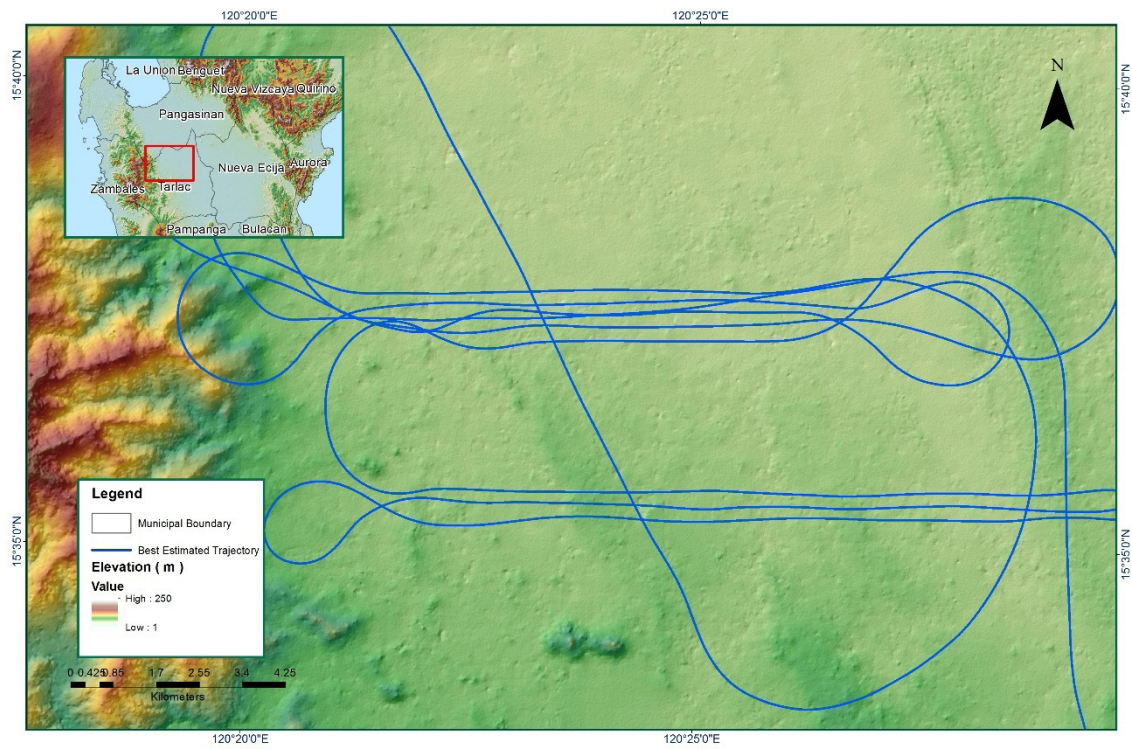 120°20'0"E
120°25'0"E
15°40'0"N
15°40'0"N
N
La Union Benguet
Nueva Vizcaya Quirino
Pangasinan
Nueva Ecija Aurora
Zambales
Tarlac
Pampanga Bulacan
Legend
Municipal Boundary
Best Estimated Trajectory
Elevation ( m )
Value
High : 250
Low : 1
15°35'0"N
15°35'0"N
0 0.425 0.85 1.7 2.55 3.4 4.25
Kilometers
120°20'0"E
120°25'0"E